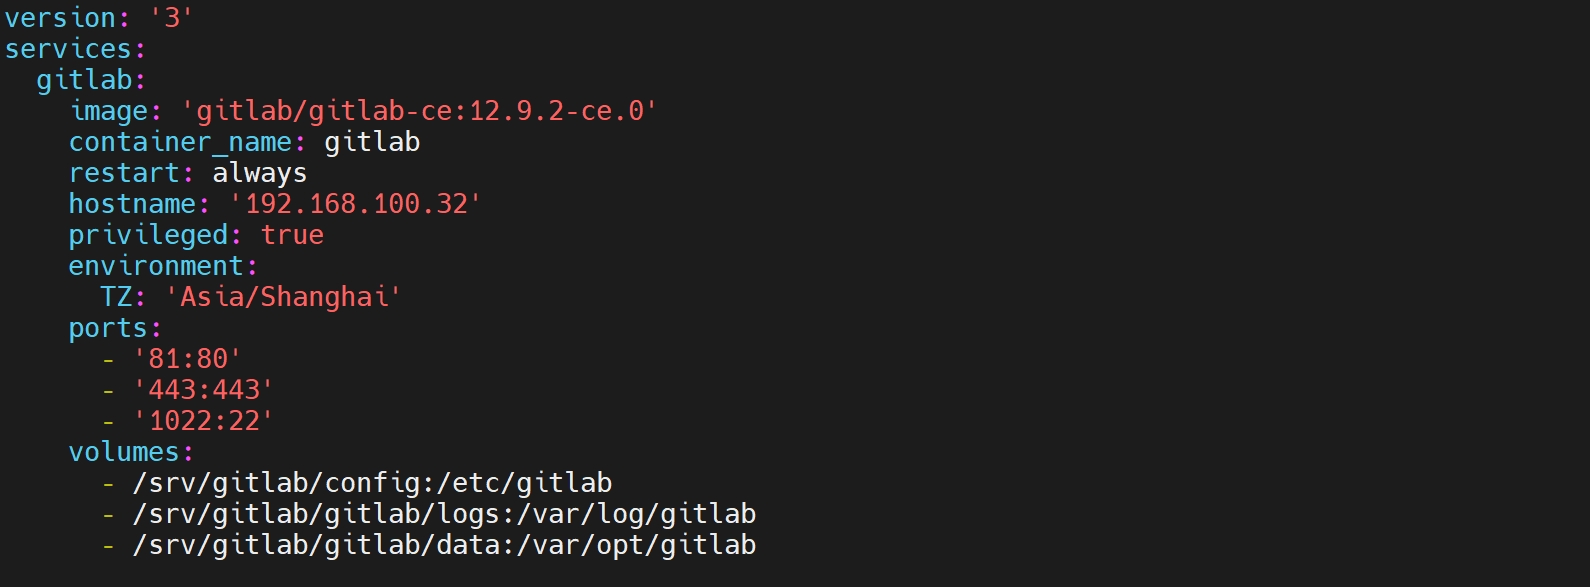 version: '3'
services:
  gitlab:
    image: 'gitlab/gitlab-ce:12.9.2-ce.0'
    container_name: gitlab
    restart: always
    hostname: '192.168.100.32'
    privileged: true
    environment:
      TZ: 'Asia/Shanghai'
    ports:
      - '81:80'
      - '443:443'
      - '1022:22'
    volumes:
      - /srv/gitlab/config:/etc/gitlab
      - /srv/gitlab/gitlab/logs:/var/log/gitlab
      - /srv/gitlab/gitlab/data:/var/opt/gitlab